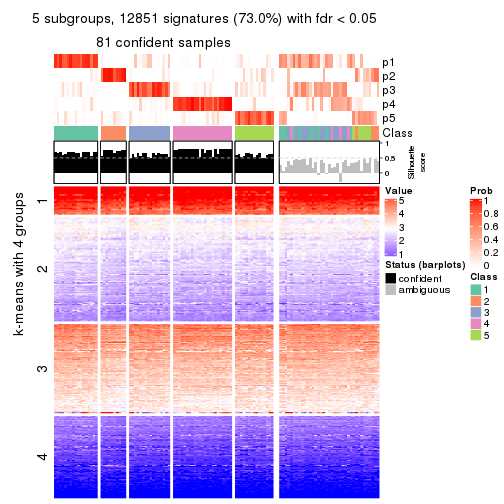 5 subgroups, 12851 signatures (73.0%) with fdr < 0.05
81 confident samples
p1
p2
p3
p4
p5
Class
1
0.5
0
Silhouette
score
k-means with 4 groups
1
2
3
4
Value
5
4
3
2
1
Status (barplots)
confident
ambiguous
Prob
1
0.8
0.6
0.4
0.2
0
Class
1
2
3
4
5